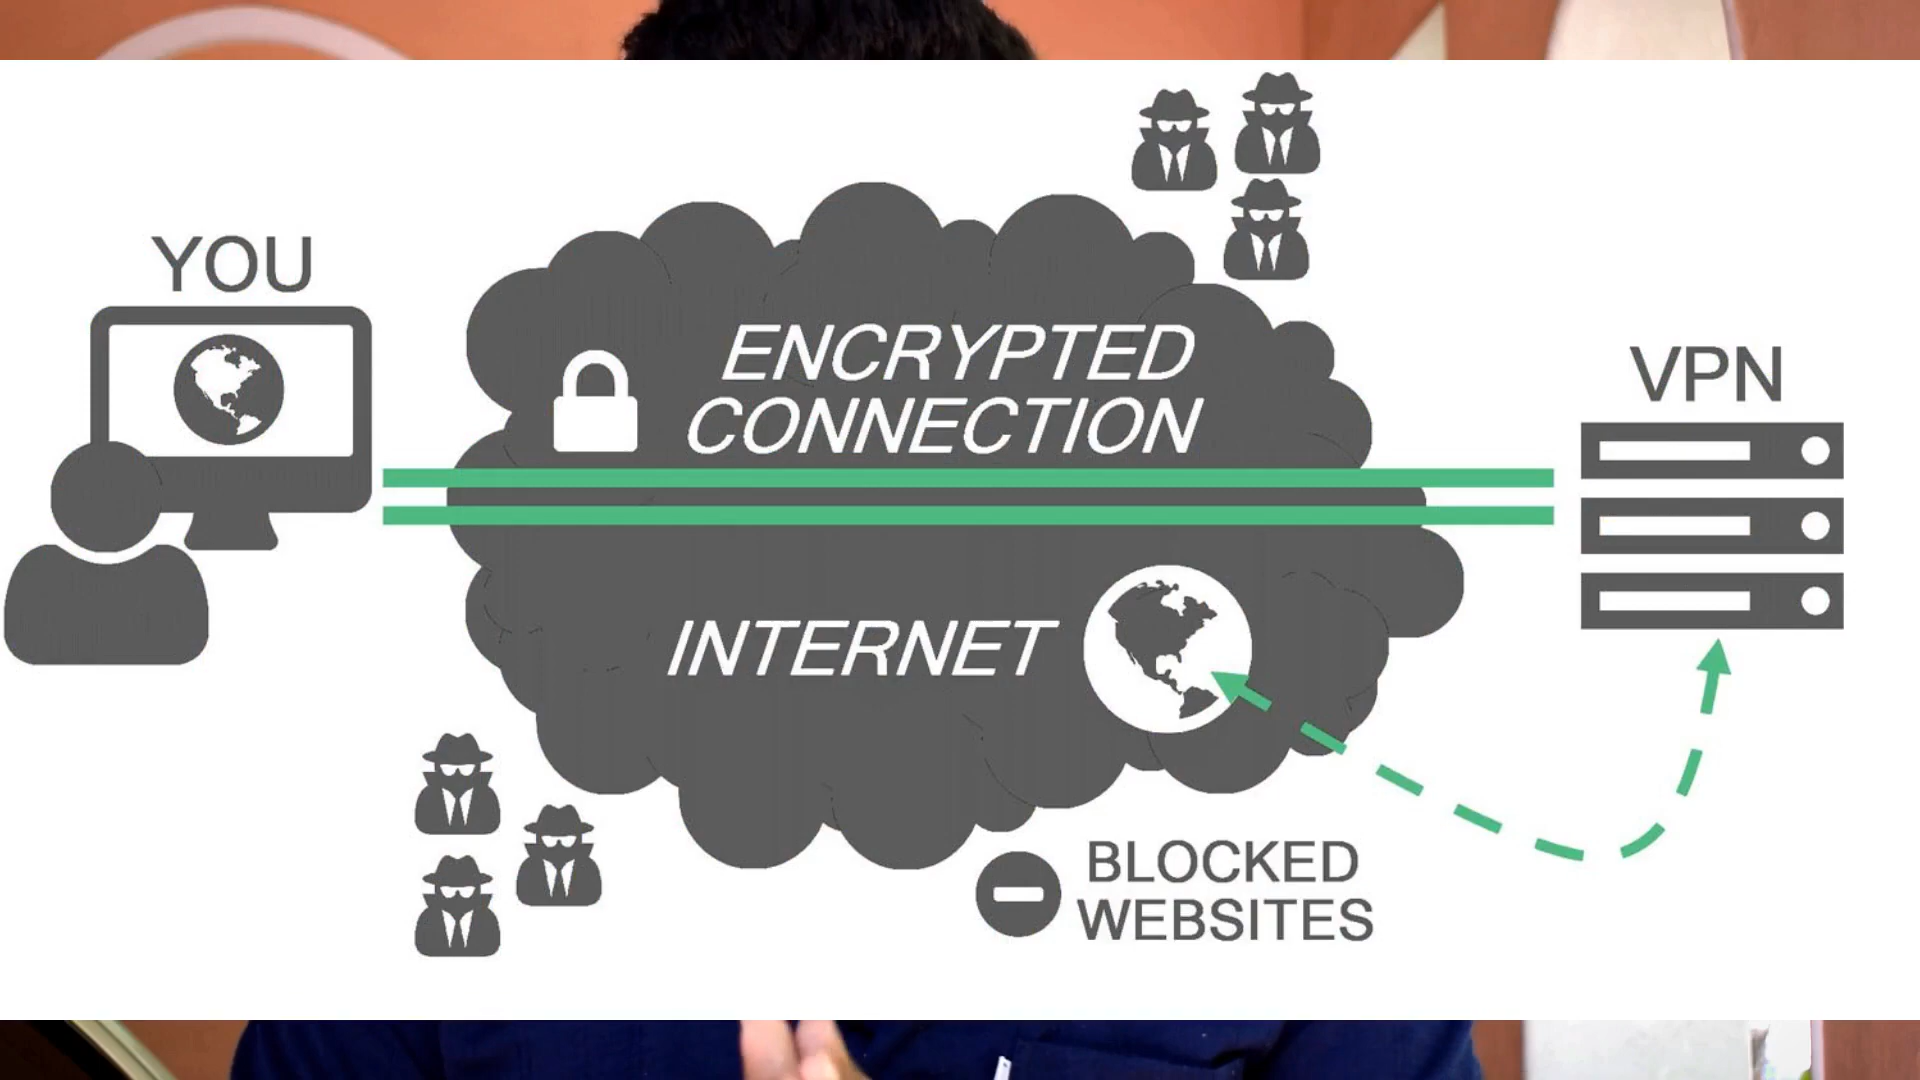 YOU
ENCRYPTED
CONNECTION
VPN
INTERNET
BLOCKED
WEBSITES